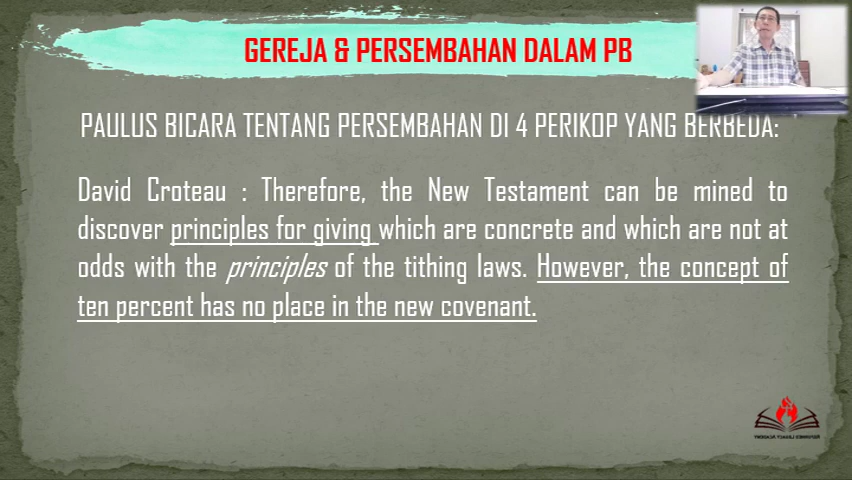 GEREJA & PERSEMBAHAN DALAM PB
PAULUS BICARA TENTANG PERSEMBAHAN DI 4 PERIKOP YANG BERBEDA:
David Croteau : Therefore, the New Testament can be mined to
discover principles for giving which are concrete and which are not at
odds with the principles of the tithing laws. However, the concept of
ten percent has no place in the new covenant.